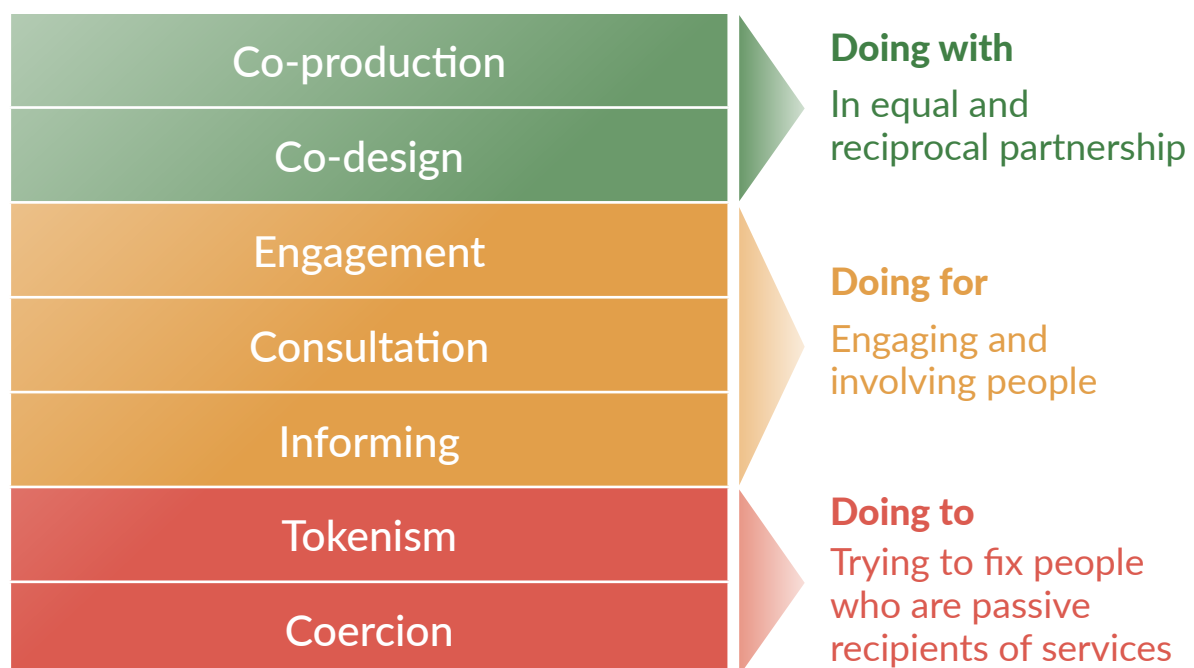 Co-production
Co-design
Engagement
Consultation
Informing
Tokenism
Coercion
Doing with
In equal and
reciprocal partnership
Doing for
Engaging and
involving people
Doing to
Trying to fix people
who are passive
recipients of services